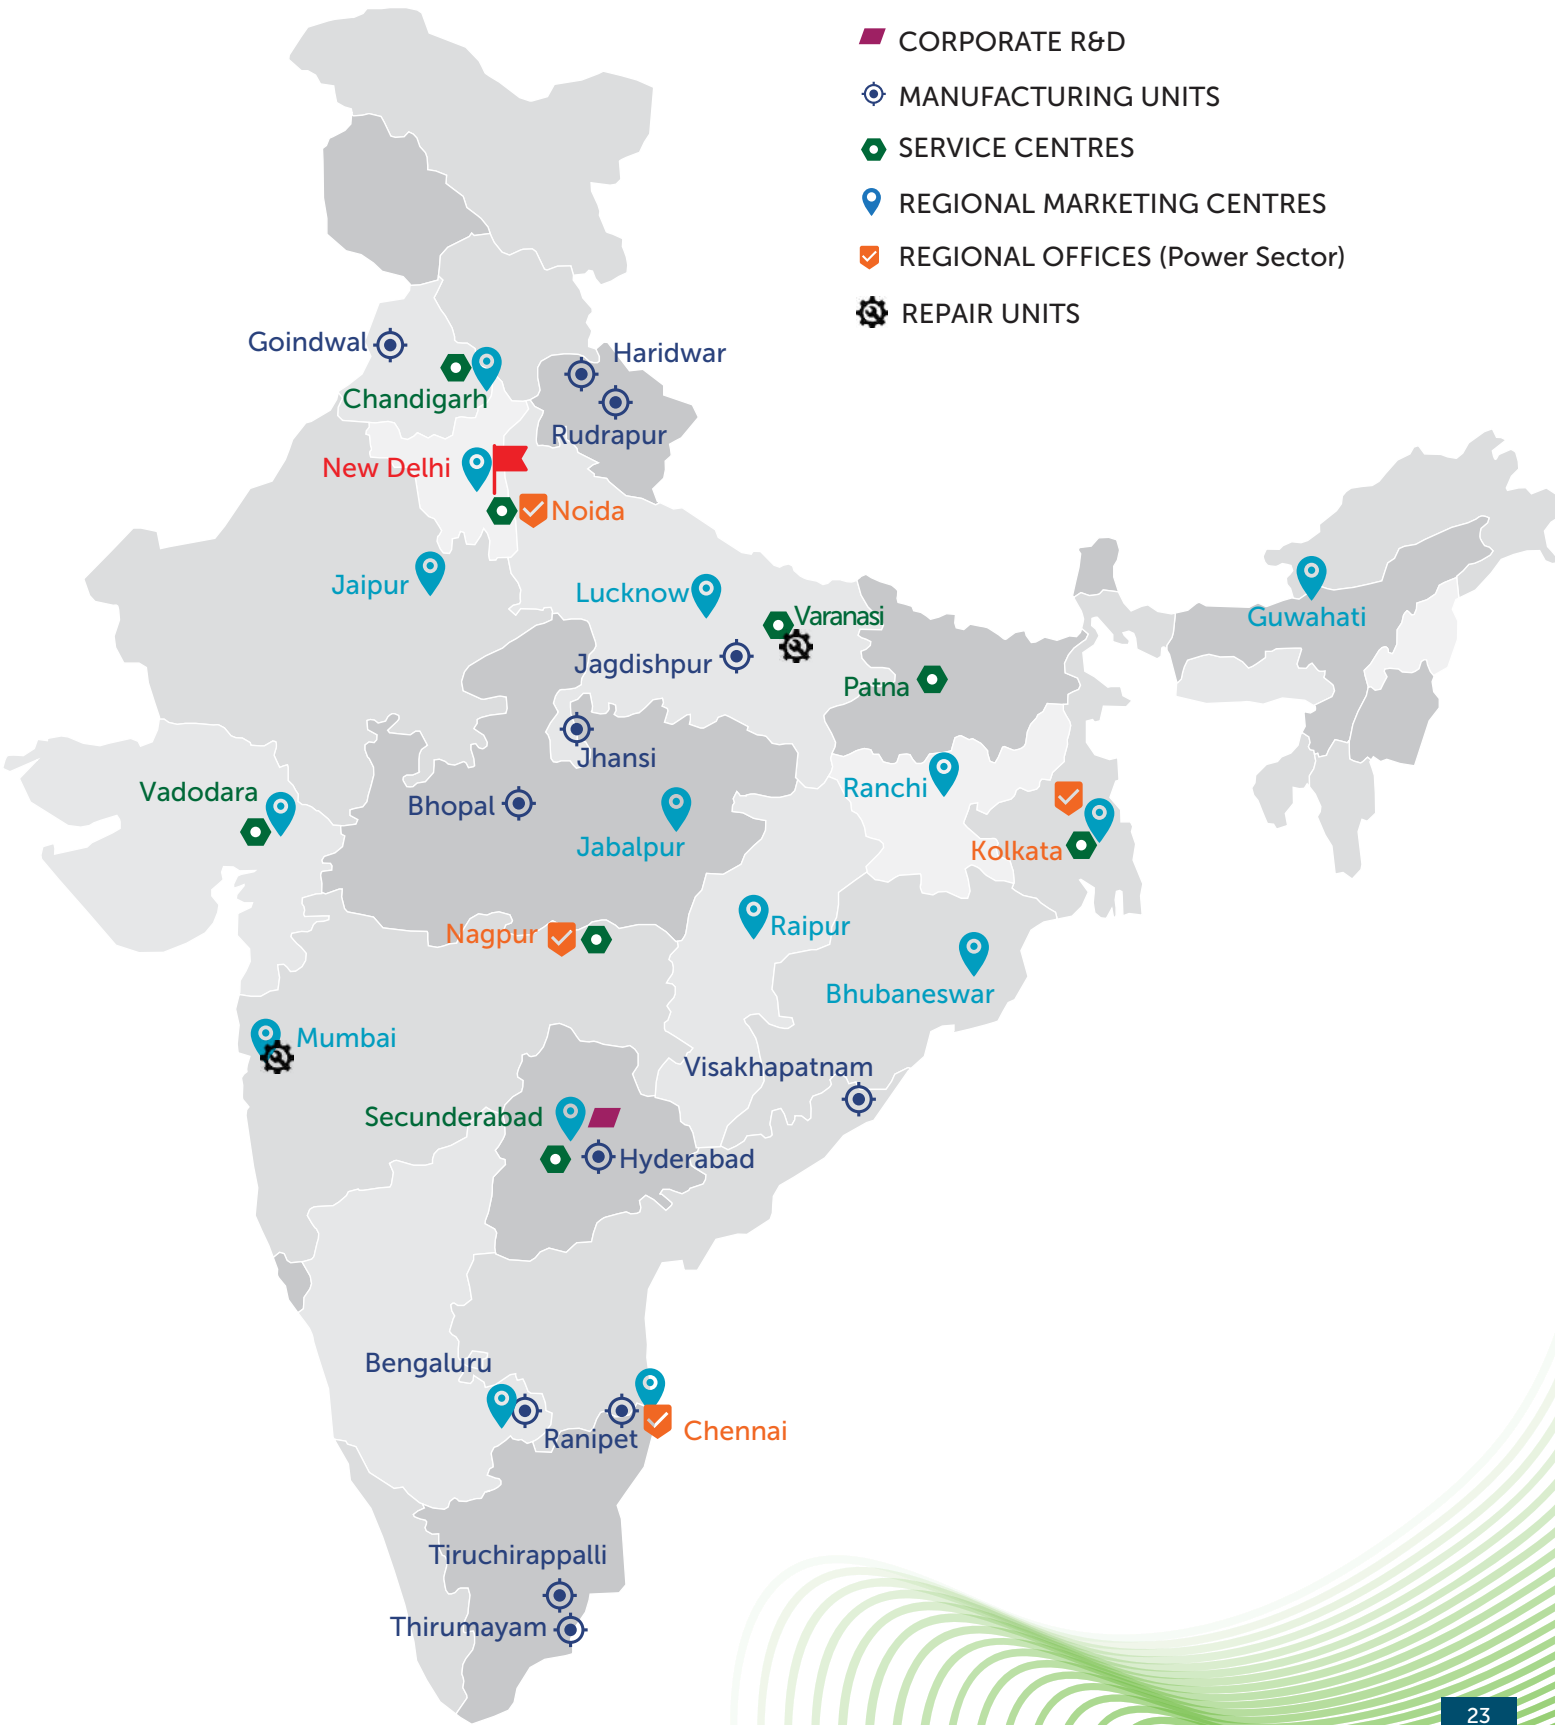 CORPORATE R&D
MANUFACTURING UNITS
SERVICE CENTRES
REGIONAL MARKETING CENTRES
REGIONAL OFFICES (Power Sector)
REPAIR UNITS
Goindwal
Haridwar
Chandigarh
Rudrapur
New Delhi
Noida
Jaipur
Lucknow
Varanasi
Guwahati
Jagdishpur
Patna
Jhansi
Vadodara
Bhopal
Ranchi
Jabalpur
Kolkata
Nagpur
Raipur
Bhubaneswar
Mumbai
Visakhapatnam
Secunderabad
Hyderabad
Bengaluru
Ranipet
Chennai
Tiruchirappalli
Thirumayam
23